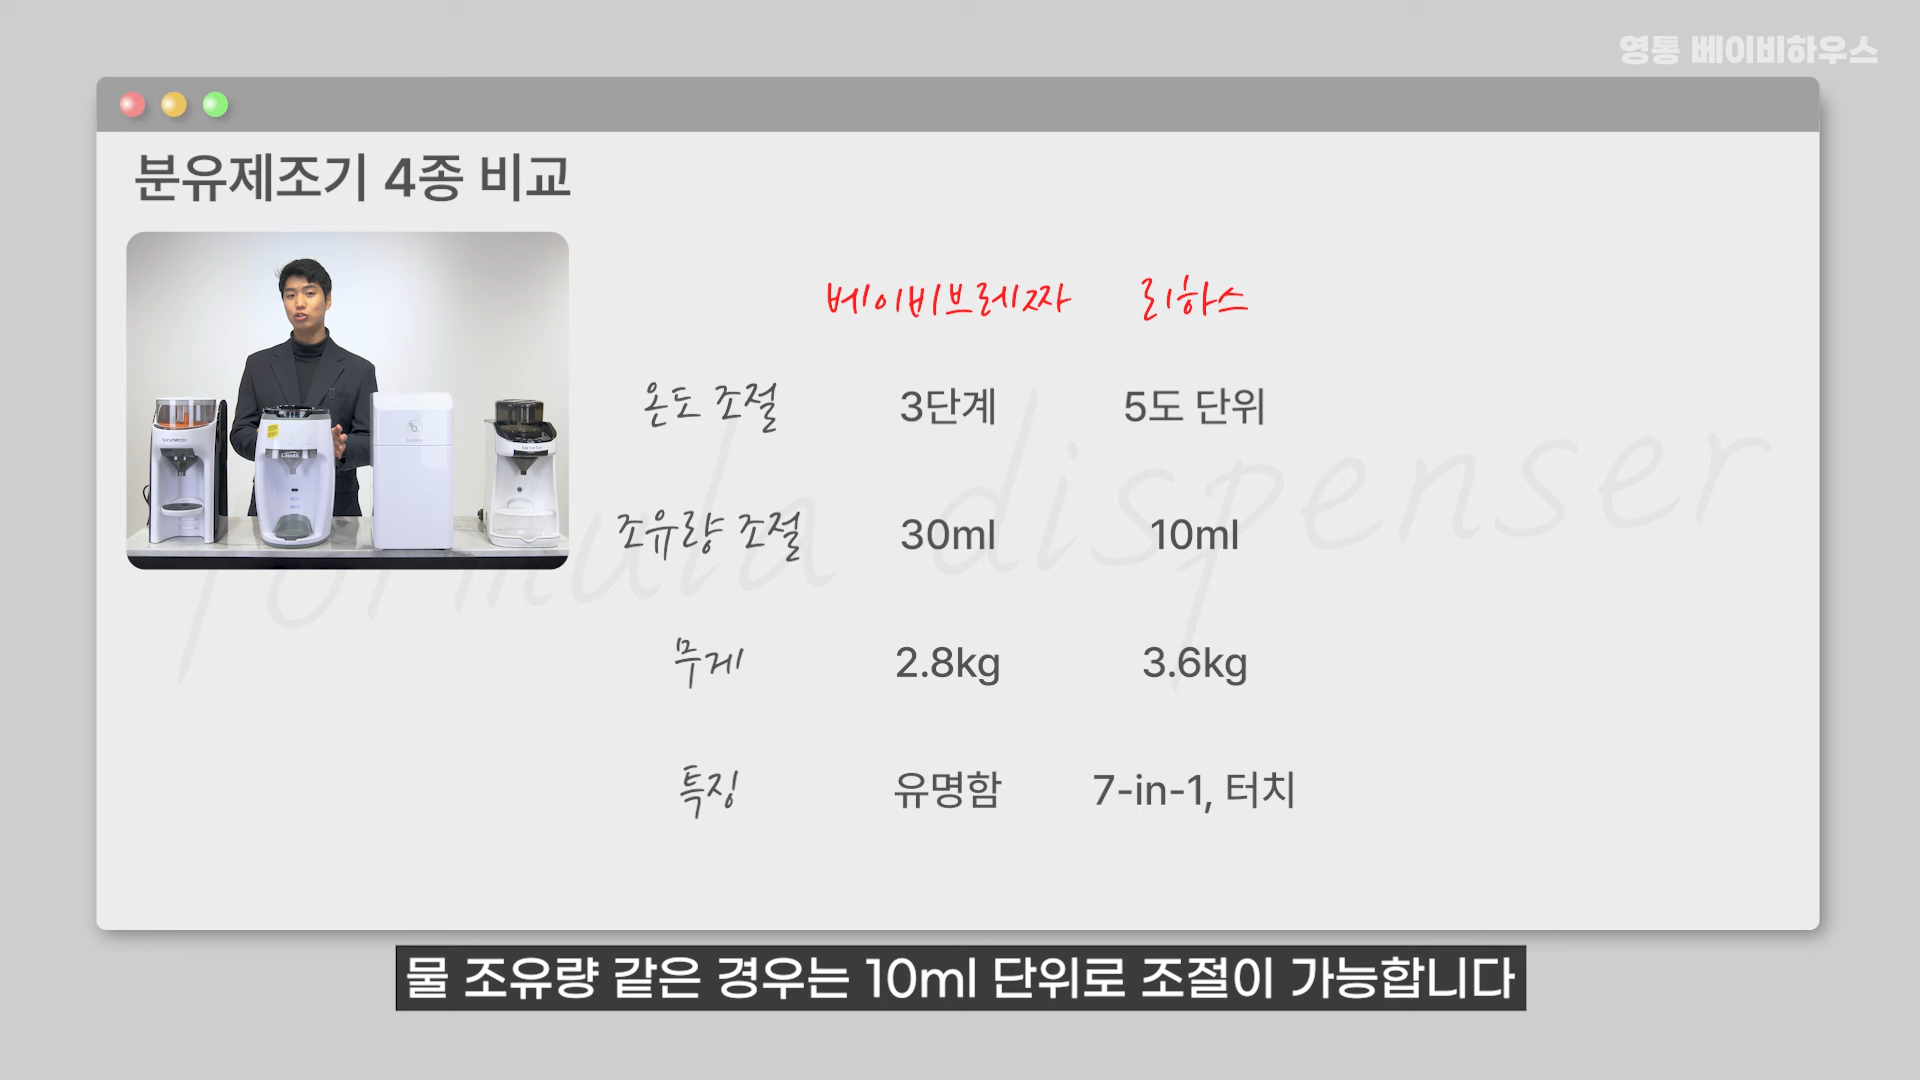 영통 베이비하우스
분유제조기 4종 비교
베이비브레짜 리하스
온도 조절 3단계 5도 단위
조유량 조절 30ml 10ml
무게 2.8kg 3.6kg
특징 유명함 7-in-1, 터치
formula dispenser
물 조유량 같은 경우는 10ml 단위로 조절이 가능합니다